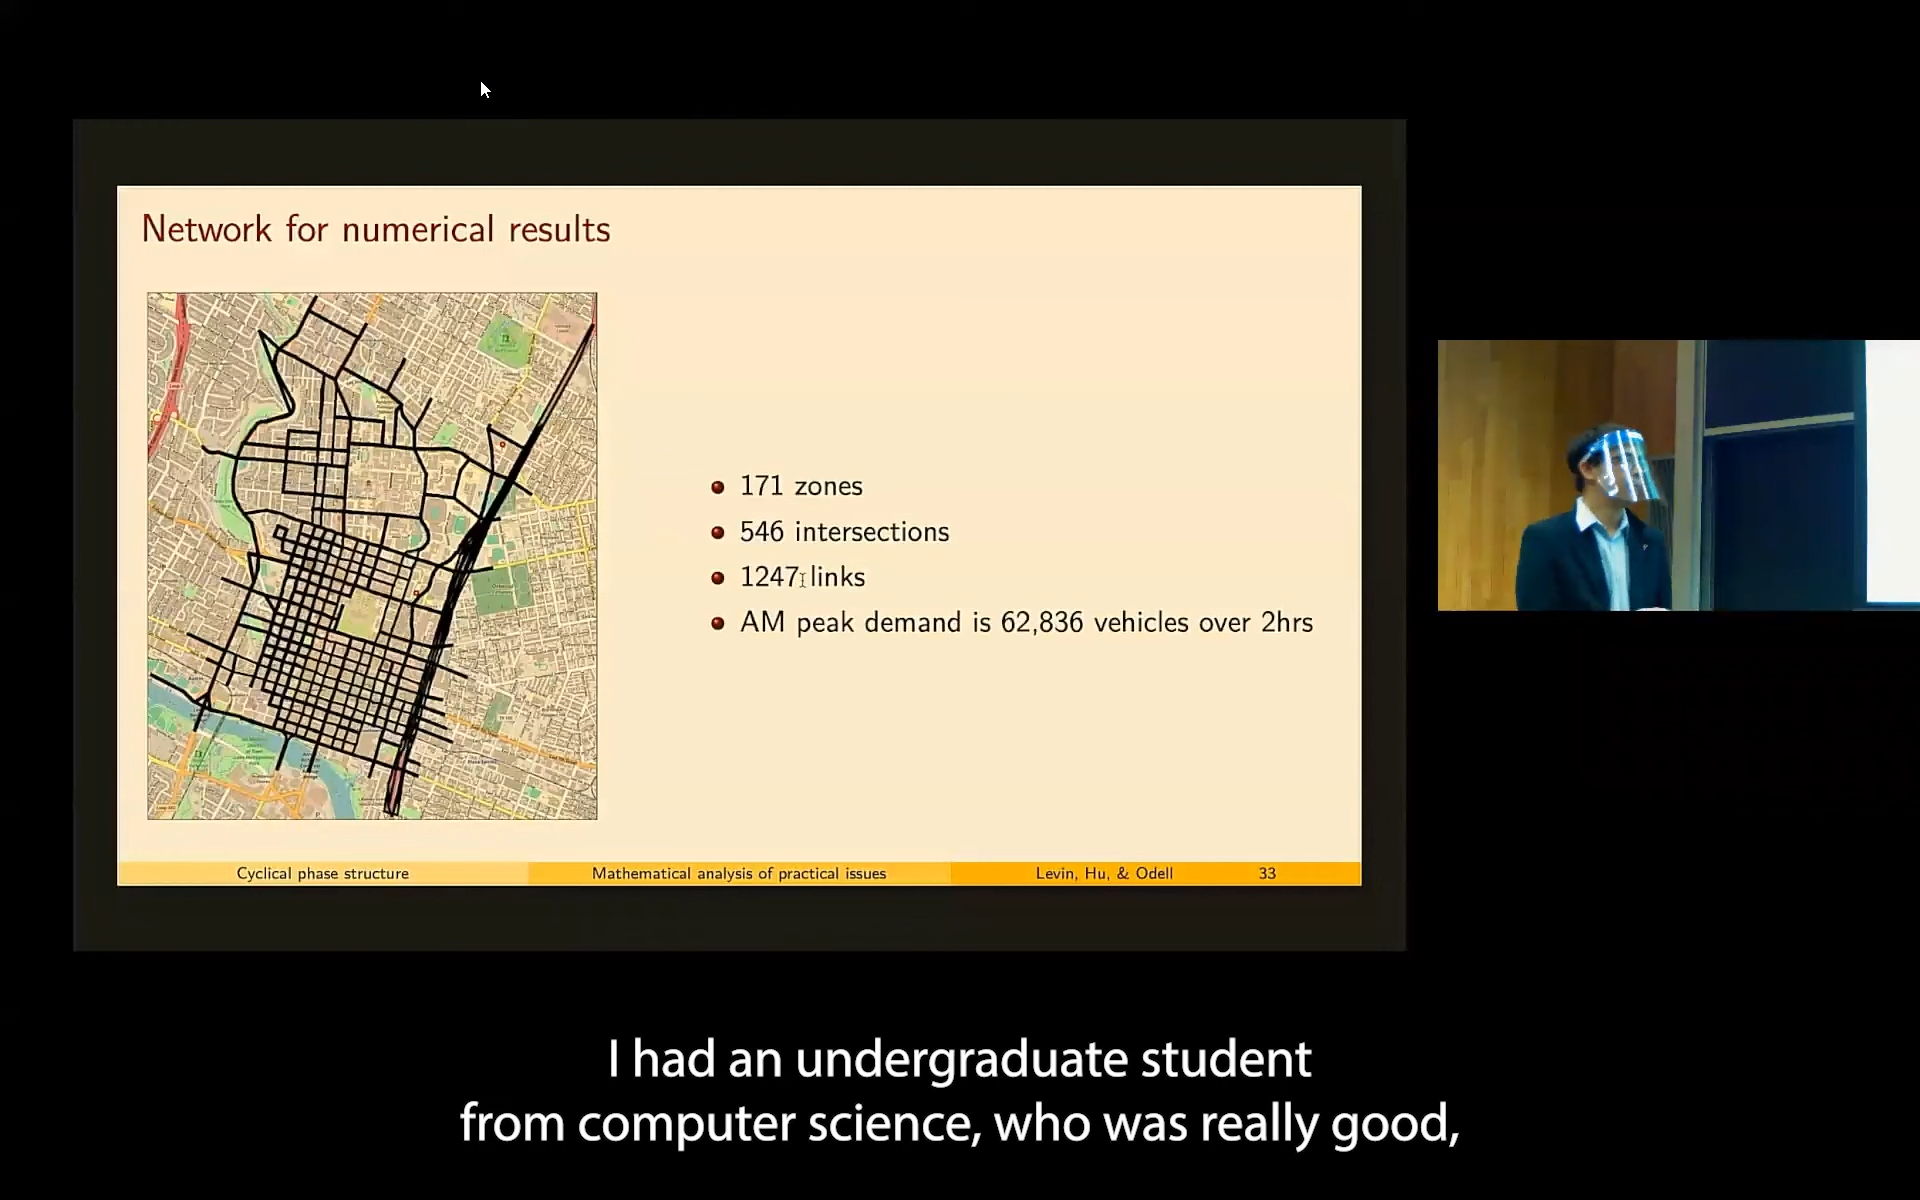 Network for numerical results
171 zones
546 intersections
1247 links
AM peak demand is 62,836 vehicles over 2hrs
Cyclical phase structure
Mathematical analysis of practical issues
Levin, Hu, & Odell
33
I had an undergraduate student
from computer science, who was really good,